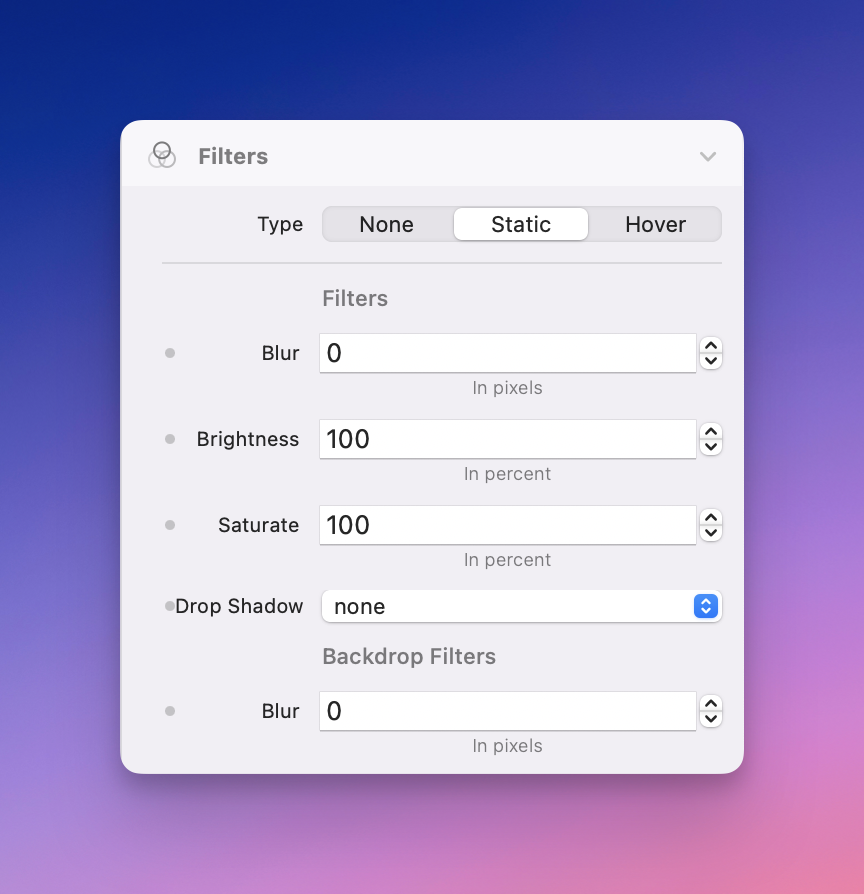 Filters
Type None Static Hover
Filters
Blur 0
In pixels
Brightness 100
In percent
Saturate 100
In percent
Drop Shadow none
Backdrop Filters
Blur 0
In pixels